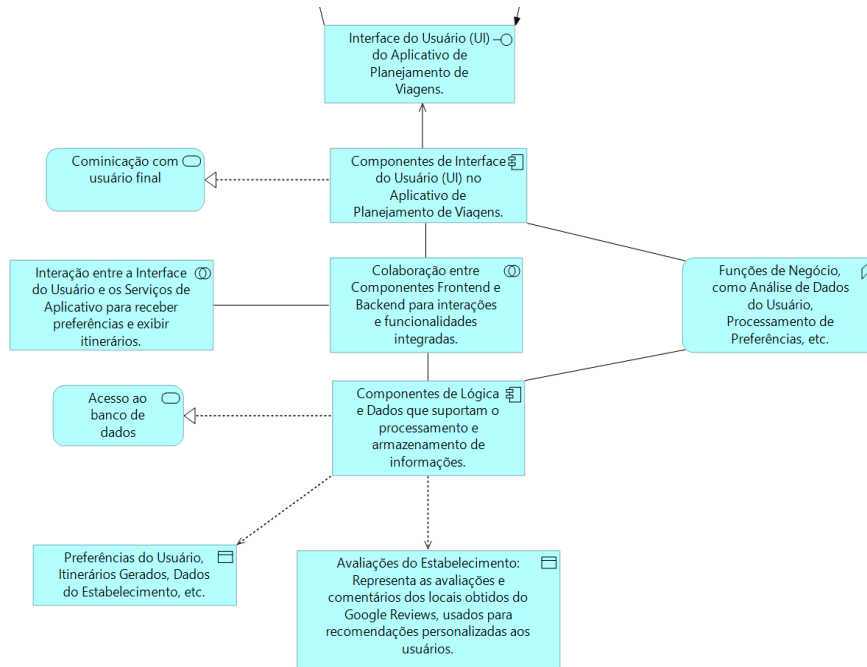 Interface do Usuário (UI)
do Aplicativo de
Planejamento de
Viagens.
Cominicação com
usuário final
Componentes de Interface
do Usuário (UI) no
Aplicativo de
Planejamento de Viagens.
Interação entre a Interface
do Usuário e os Serviços de
Aplicativo para receber
preferências e exibir
itinerários.
Colaboração entre
Componentes Frontend e
Backend para interações
e funcionalidades
integradas.
Funções de Negócio,
como Análise de Dados
do Usuário,
Processamento de
Preferências, etc.
Acesso ao
banco de
dados
Componentes de Lógica
e Dados que suportam o
processamento e
armazenamento de
informações.
Preferências do Usuário,
Itinerários Gerados, Dados
do Estabelecimento, etc.
Avaliações do Estabelecimento:
Representa as avaliações e
comentários dos locais obtidos do
Google Reviews, usados para
recomendações personalizadas aos
usuários.